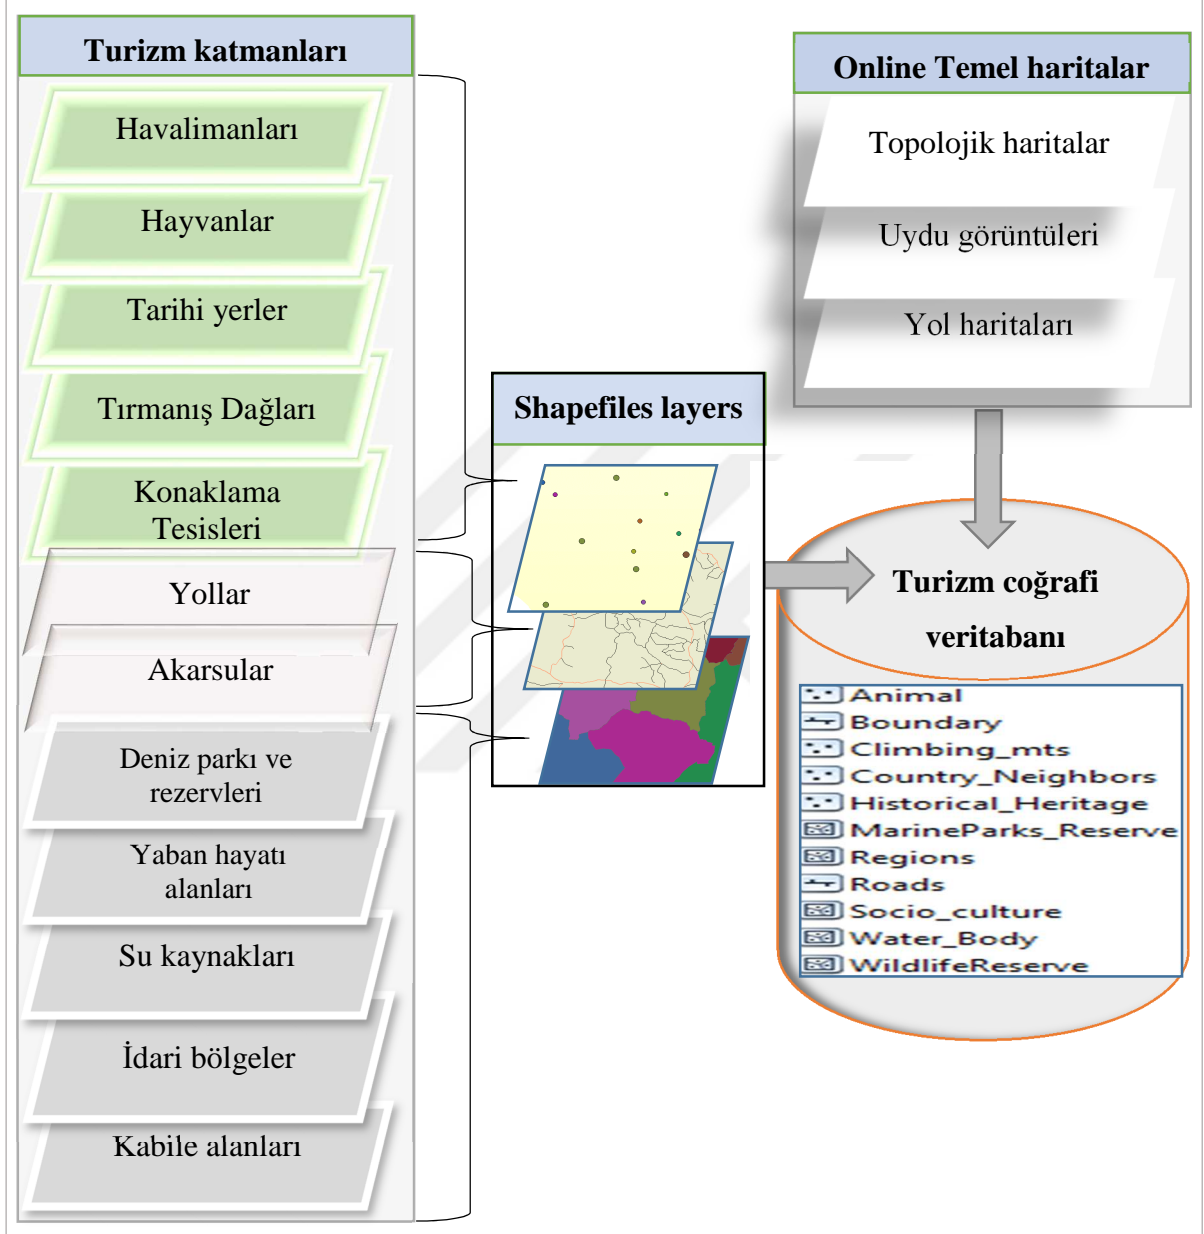 Turizm katmanları
Havalimanları
Hayvanlar
Tarihi yerler
Tırmanış Dağları
Konaklama
Tesisleri
Yollar
Akarsular
Deniz parkı ve
rezervleri
Yaban hayatı
alanları
Su kaynakları
İdari bölgeler
Kabile alanları
Shapefiles layers
Online Temel haritalar
Topolojik haritalar
Uydu görüntüleri
Yol haritaları
Turizm coğrafi
veritabanı
Animal
Boundary
Climbing_mts
Country_Neighbors
Historical_Heritage
MarineParks_Reserve
Regions
Roads
Socio_culture
Water_Body
WildlifeReserve